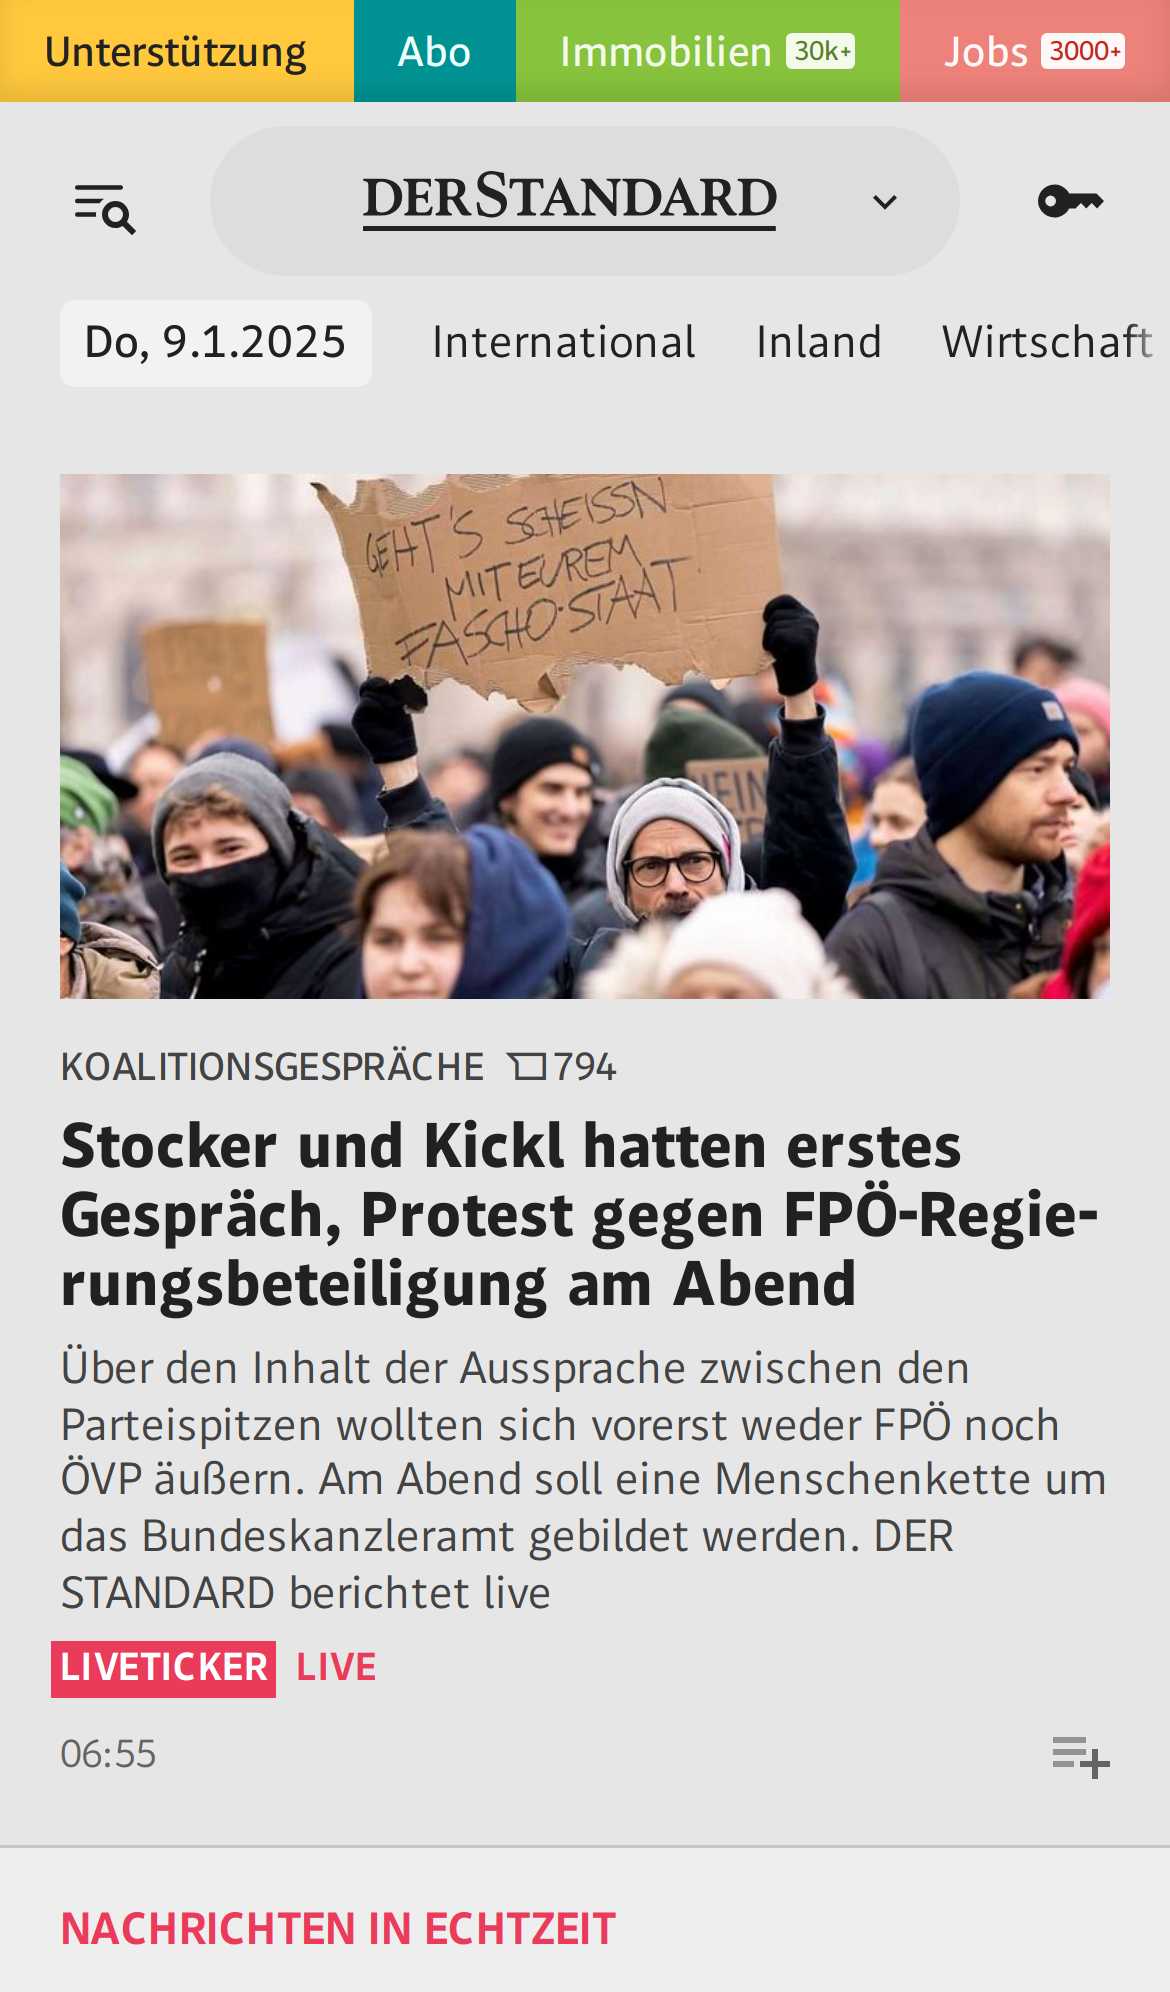 Unterstützung
Abo
Immobilien 30k+
Jobs 3000+
DERSTANDARD
Do, 9.1.2025
International
Inland
Wirtschaft
GEHT'S SCHEISSN
MIT EUREM
FASCHO-STAAT
KOALITIONSGESPRÄCHE 794
Stocker und Kickl hatten erstes
Gespräch, Protest gegen FPÖ-Regie-
rungsbeteiligung am Abend
Über den Inhalt der Aussprache zwischen den
Parteispitzen wollten sich vorerst weder FPÖ noch
ÖVP äußern. Am Abend soll eine Menschenkette um
das Bundeskanzleramt gebildet werden. DER
STANDARD berichtet live
LIVETICKER LIVE
06:55
NACHRICHTEN IN ECHTZEIT